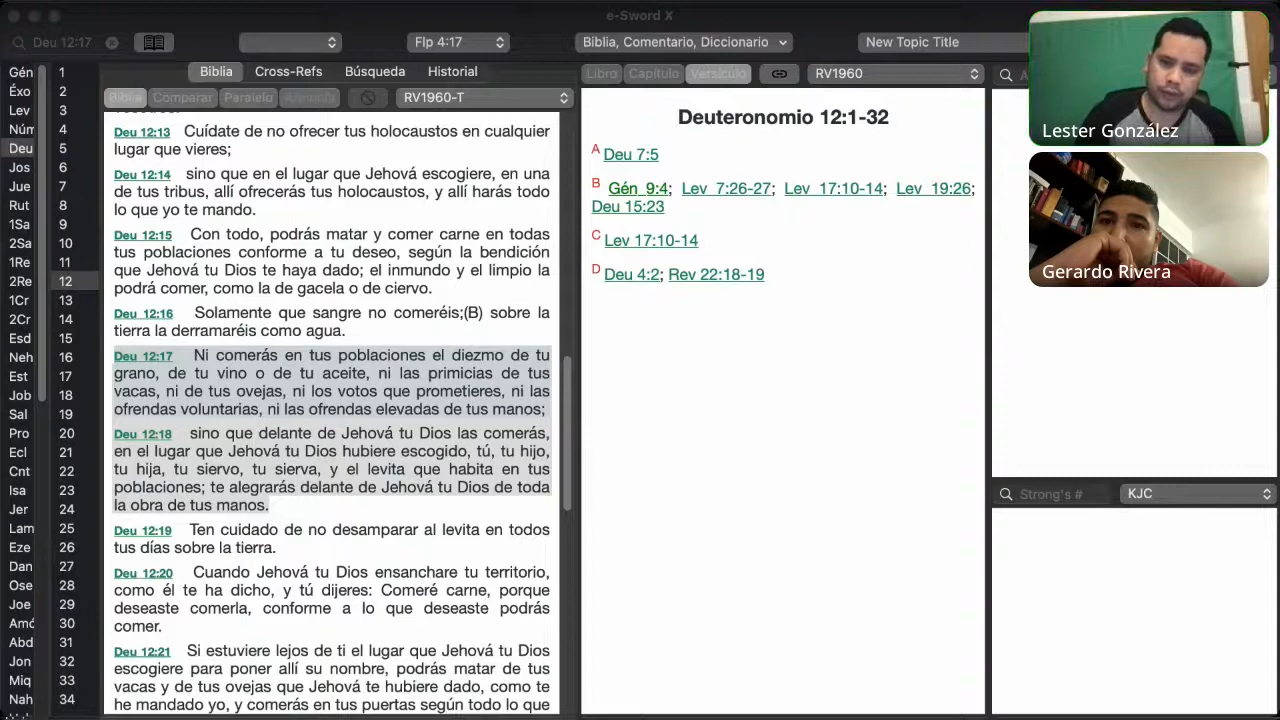 e-Sword X
Deu 12:17
Flp 4:17
Biblia, Comentario, Diccionario
New Topic Title
Gén
Éxo
Lev
Núm
Deu
Jos
Jue
Rut
1Sa
2Sa
1Re
2Re
1Cr
2Cr
Esd
Neh
Est
Job
Sal
Pro
Ecl
Cnt
Isa
Jer
Lam
Eze
Dan
Ose
Joe
Amó
Abd
Jon
Miq
Nah
1
2
3
4
5
6
7
8
9
10
11
12
13
14
15
16
17
18
19
20
21
22
23
24
25
26
27
28
29
30
31
32
33
34
Biblia Cross-Refs Búsqueda Historial
Biblia Comparar Paralelo RV1960-T
Deu 12:13 Cuídate de no ofrecer tus holocaustos en cualquier
lugar que vieres;
Deu 12:14 sino que en el lugar que Jehová escogiere, en una
de tus tribus, allí ofrecerás tus holocaustos, y allí harás todo
lo que yo te mando.
Deu 12:15 Con todo, podrás matar y comer carne en todas
tus poblaciones conforme a tu deseo, según la bendición
que Jehová tu Dios te haya dado; el inmundo y el limpio la
podrá comer, como la de gacela o de ciervo.
Deu 12:16 Solamente que sangre no comeréis;(B) sobre la
tierra la derramaréis como agua.
Deu 12:17 Ni comerás en tus poblaciones el diezmo de tu
grano, de tu vino o de tu aceite, ni las primicias de tus
vacas, ni de tus ovejas, ni los votos que prometieres, ni las
ofrendas voluntarias, ni las ofrendas elevadas de tus manos;
Deu 12:18 sino que delante de Jehová tu Dios las comerás,
en el lugar que Jehová tu Dios hubiere escogido, tú, tu hijo,
tu hija, tu siervo, tu sierva, y el levita que habita en tus
poblaciones; te alegrarás delante de Jehová tu Dios de toda
la obra de tus manos.
Deu 12:19 Ten cuidado de no desamparar al levita en todos
tus días sobre la tierra.
Deu 12:20 Cuando Jehová tu Dios ensanchare tu territorio,
como él te ha dicho, y tú dijeres: Comeré carne, porque
deseaste comerla, conforme a lo que deseaste podrás
comer.
Deu 12:21 Si estuviere lejos de ti el lugar que Jehová tu Dios
escogiere para poner allí su nombre, podrás matar de tus
vacas y de tus ovejas que Jehová te hubiere dado, como te
he mandado yo, y comerás en tus puertas según todo lo que
Libro Capítulo Versículo RV1960
Deuteronomio 12:1-32
A Deu 7:5
B Gén 9:4; Lev 7:26-27; Lev 17:10-14; Lev 19:26;
Deu 15:23
C Lev 17:10-14
D Deu 4:2; Rev 22:18-19
Lester González
Gerardo Rivera
Strong's # KJC